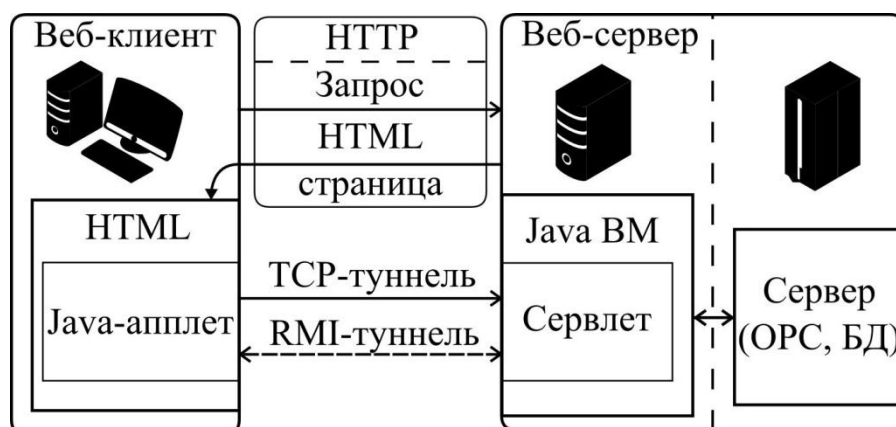 Веб-клиент
HTTP
Запрос
HTML
страница
Веб-сервер
HTML
Java-апплет
TCP-туннель
RMI-туннель
Java ВМ
Сервлет
Сервер
(ОРС, БД)